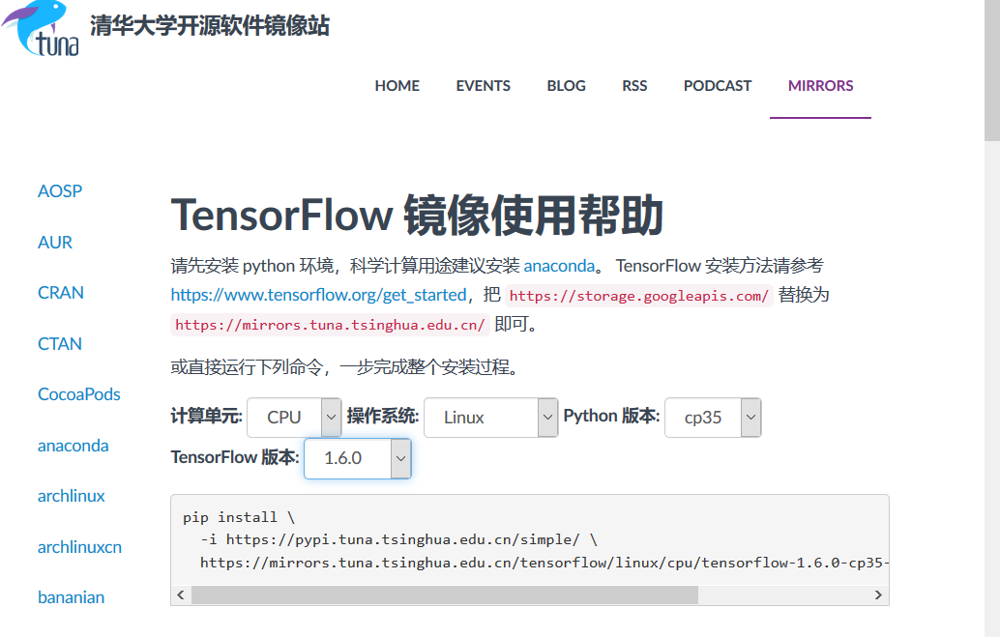 tuna 清华大学开源软件镜像站
HOME EVENTS BLOG RSS PODCAST MIRRORS
AOSP
AUR
CRAN
CTAN
CocoaPods
anaconda
archlinux
archlinuxcn
bananian
TensorFlow 镜像使用帮助
请先安装 python 环境，科学计算用途建议安装 anaconda。 TensorFlow 安装方法请参考
https://www.tensorflow.org/get_started，把 https://storage.googleapis.com/ 替换为
https://mirrors.tuna.tsinghua.edu.cn/ 即可。
或直接运行下列命令，一步完成整个安装过程。
计算单元: CPU 操作系统: Linux Python 版本: cp35
TensorFlow 版本: 1.6.0
pip install \
-i https://pypi.tuna.tsinghua.edu.cn/simple/ \
https://mirrors.tuna.tsinghua.edu.cn/tensorflow/linux/cpu/tensorflow-1.6.0-cp35-